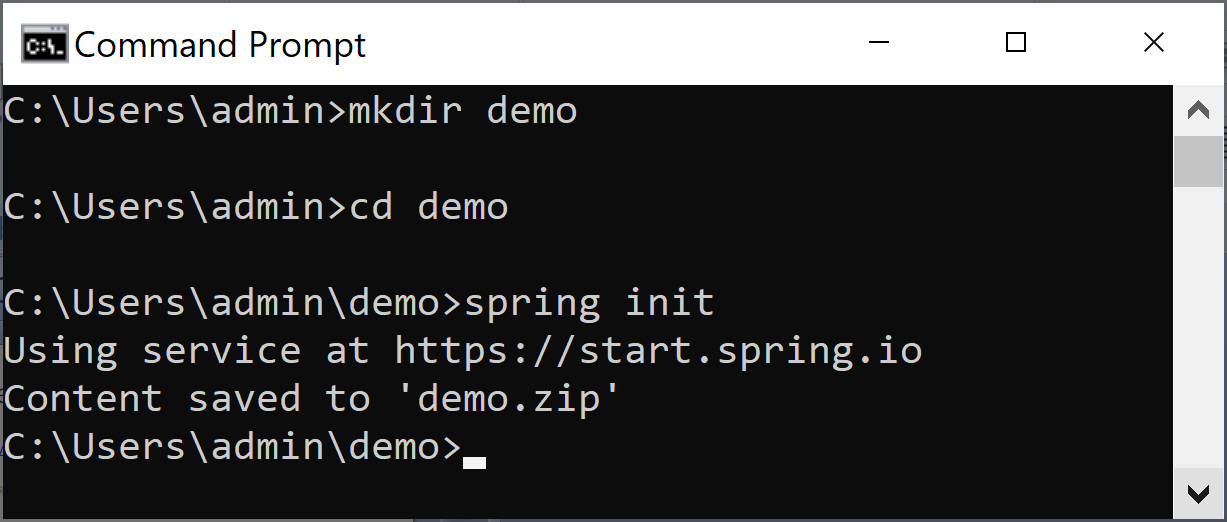 Command Prompt
C:\Users\admin>mkdir demo
C:\Users\admin>cd demo
C:\Users\admin\demo>spring init
Using service at https://start.spring.io
Content saved to 'demo.zip'
C:\Users\admin\demo>